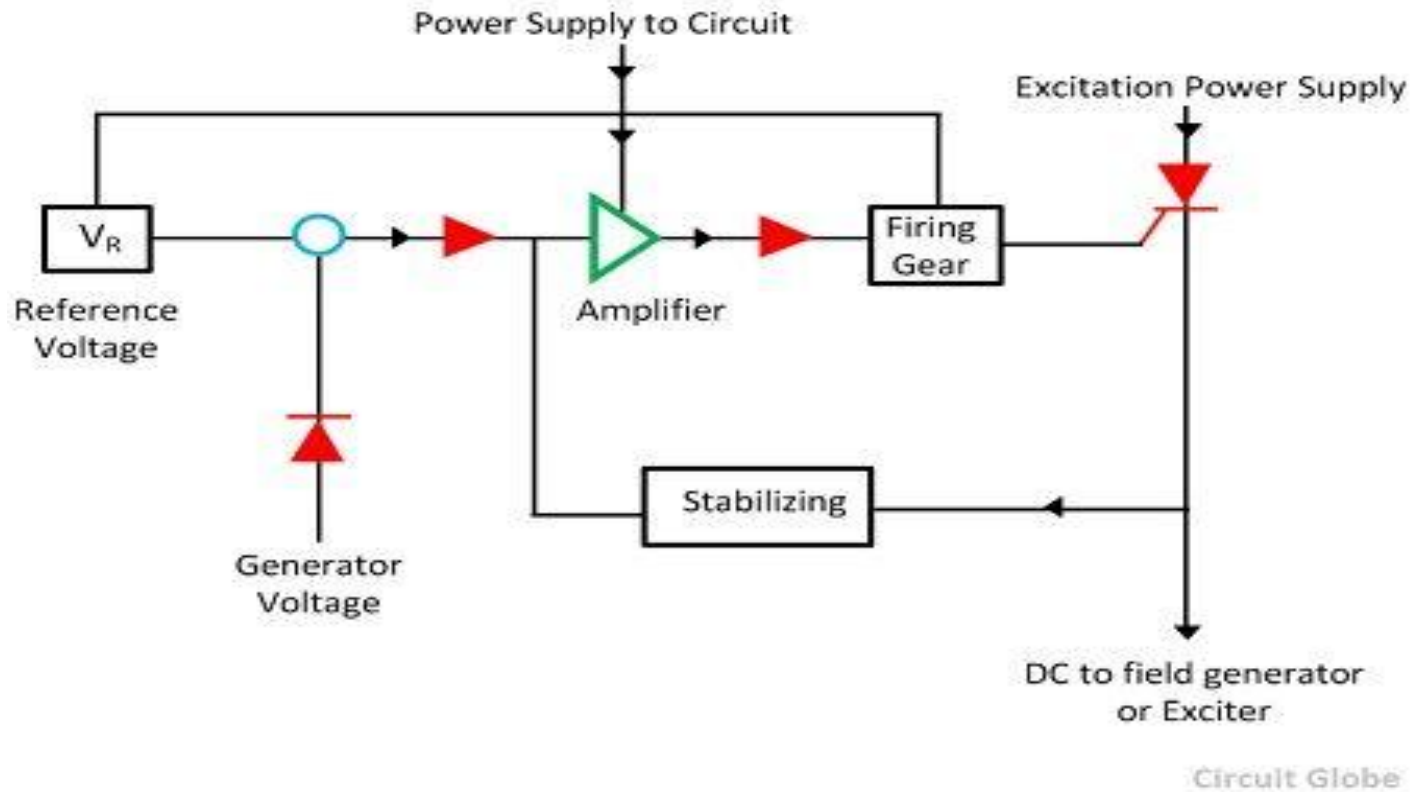 Power Supply to Circuit
Excitation Power Supply
V_R
Reference
Voltage
Amplifier
Firing
Gear
Stabilizing
Generator
Voltage
DC to field generator
or Exciter
Circuit Globe